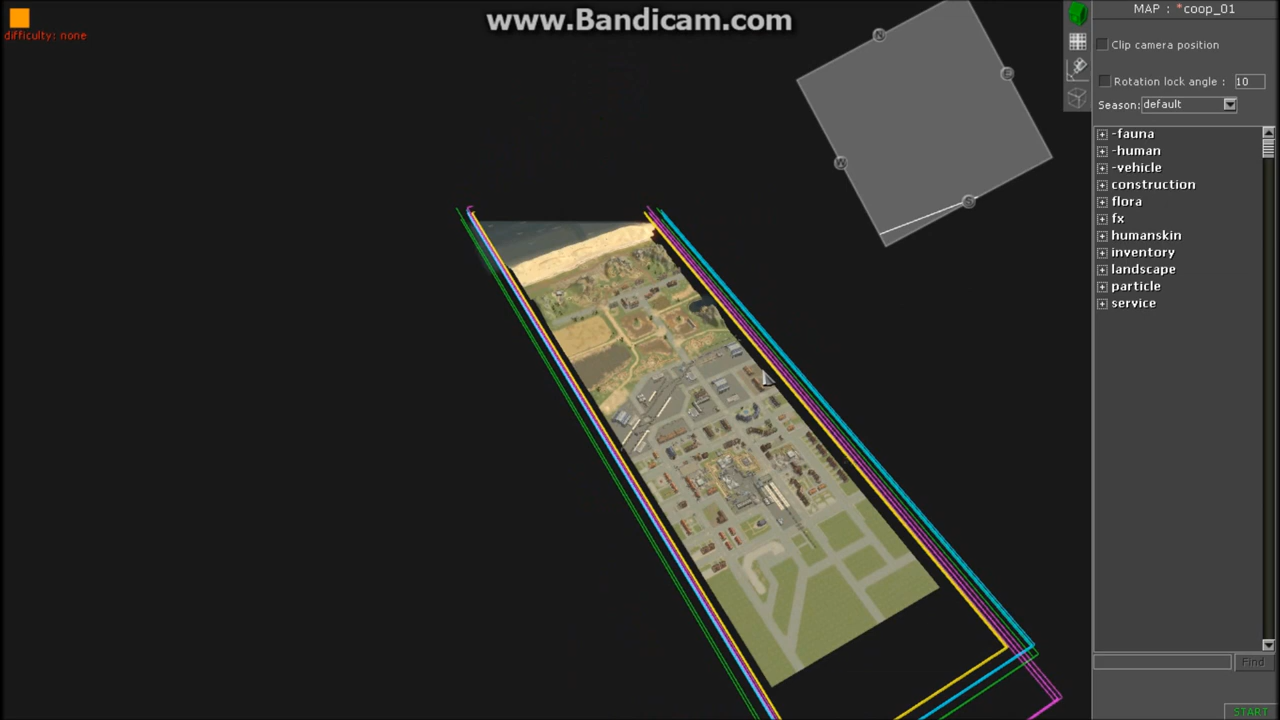 www.Bandicam.com
difficulty: none
N
E
W
S
MAP : *coop_01
Clip camera position
Rotation lock angle : 10
Season: default
-fauna
-human
-vehicle
construction
flora
fx
humanskin
inventory
landscape
particle
service
Find
START